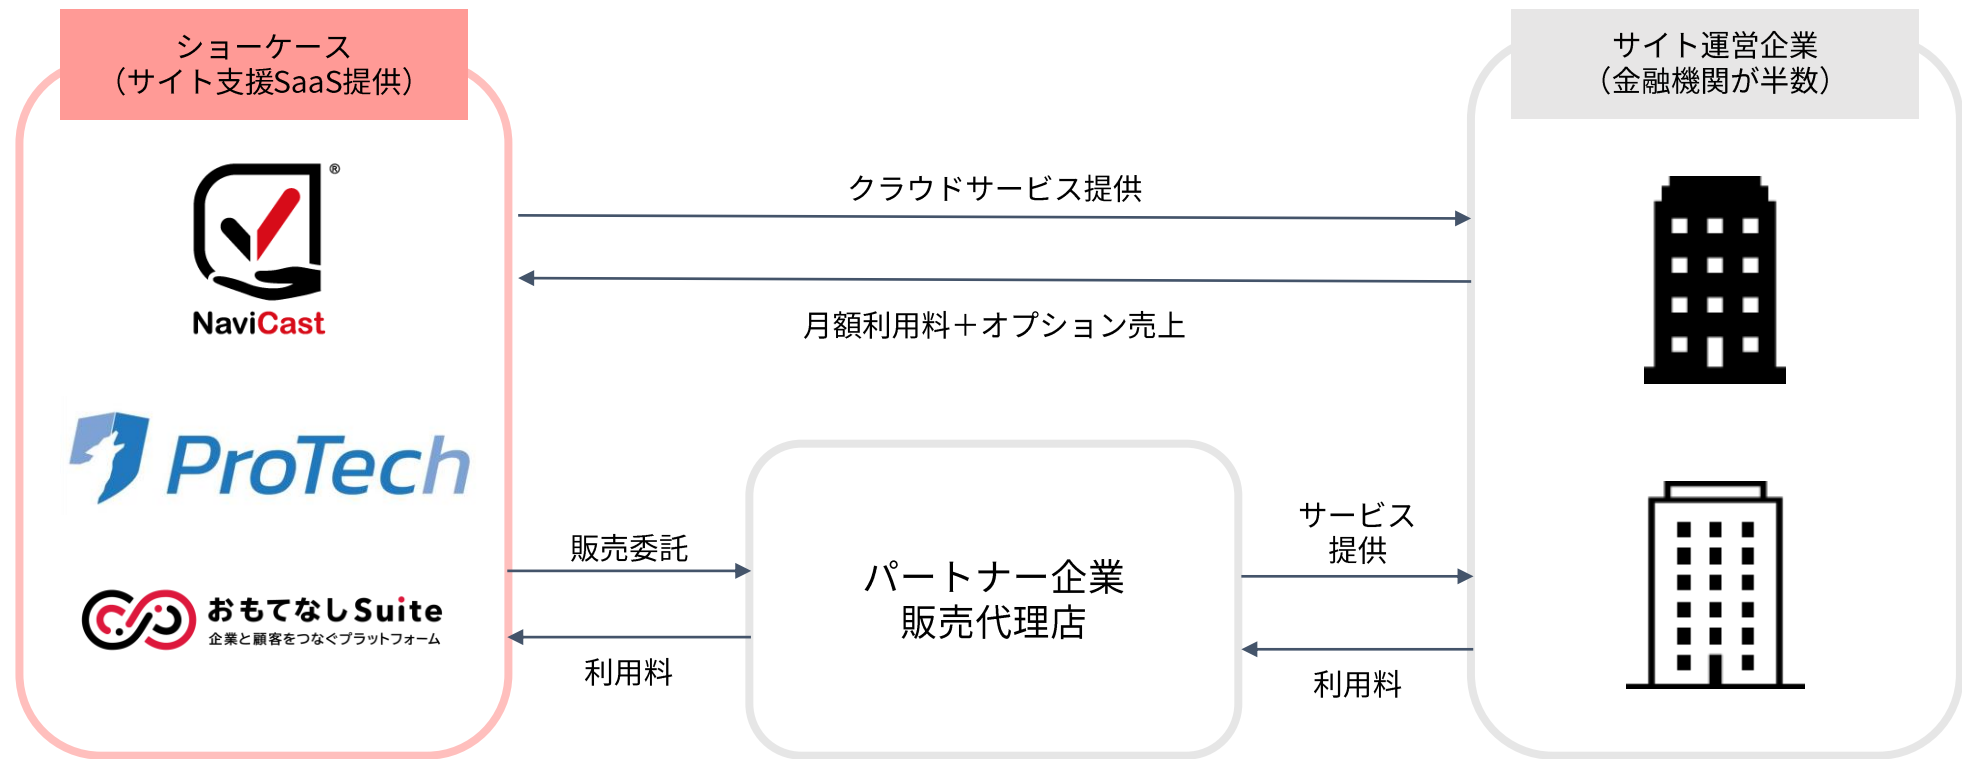 ショーケース
（サイト支援SaaS提供）
サイト運営企業
（金融機関が半数）
®
NaviCast
クラウドサービス提供
月額利用料＋オプション売上
ProTech
販売委託
サービス
提供
パートナー企業
販売代理店
おもてなしSuite
企業と顧客をつなぐプラットフォーム
利用料
利用料